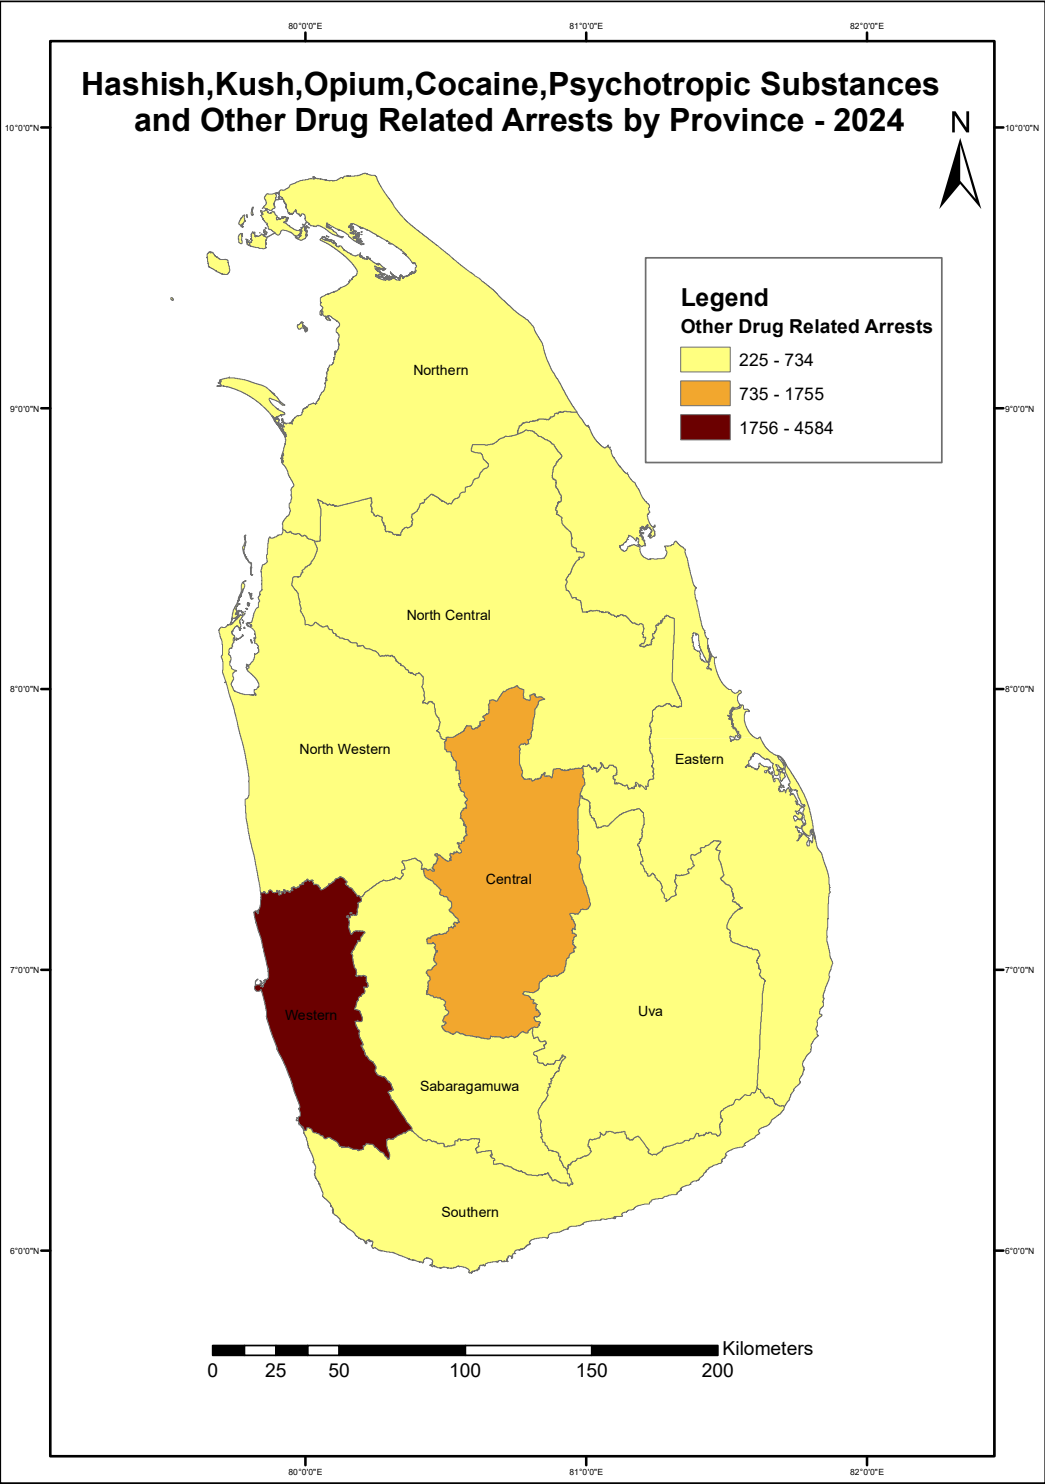 80°0'0"E 81°0'0"E 82°0'0"E
Hashish,Kush,Opium,Cocaine,Psychotropic Substances
and Other Drug Related Arrests by Province - 2024
N
10°0'0"N 10°0'0"N
Legend
Other Drug Related Arrests
225 - 734
735 - 1755
1756 - 4584
Northern
9°0'0"N 9°0'0"N
North Central
8°0'0"N 8°0'0"N
North Western
Eastern
Central
7°0'0"N 7°0'0"N
Western
Uva
Sabaragamuwa
Southern
6°0'0"N 6°0'0"N
Kilometers
0 25 50 100 150 200
80°0'0"E 81°0'0"E 82°0'0"E